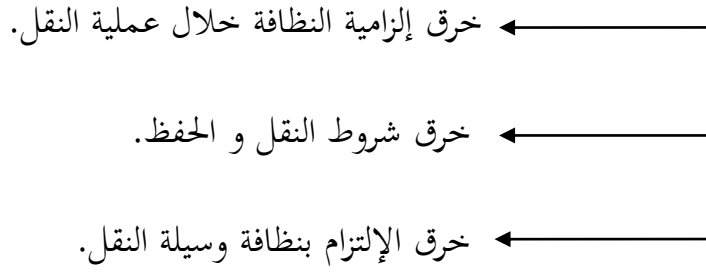 خرق إلزامية النظافة خلال عملية النقل.
خرق شروط النقل و الحفظ.
خرق الإلتزام بنظافة وسيلة النقل.